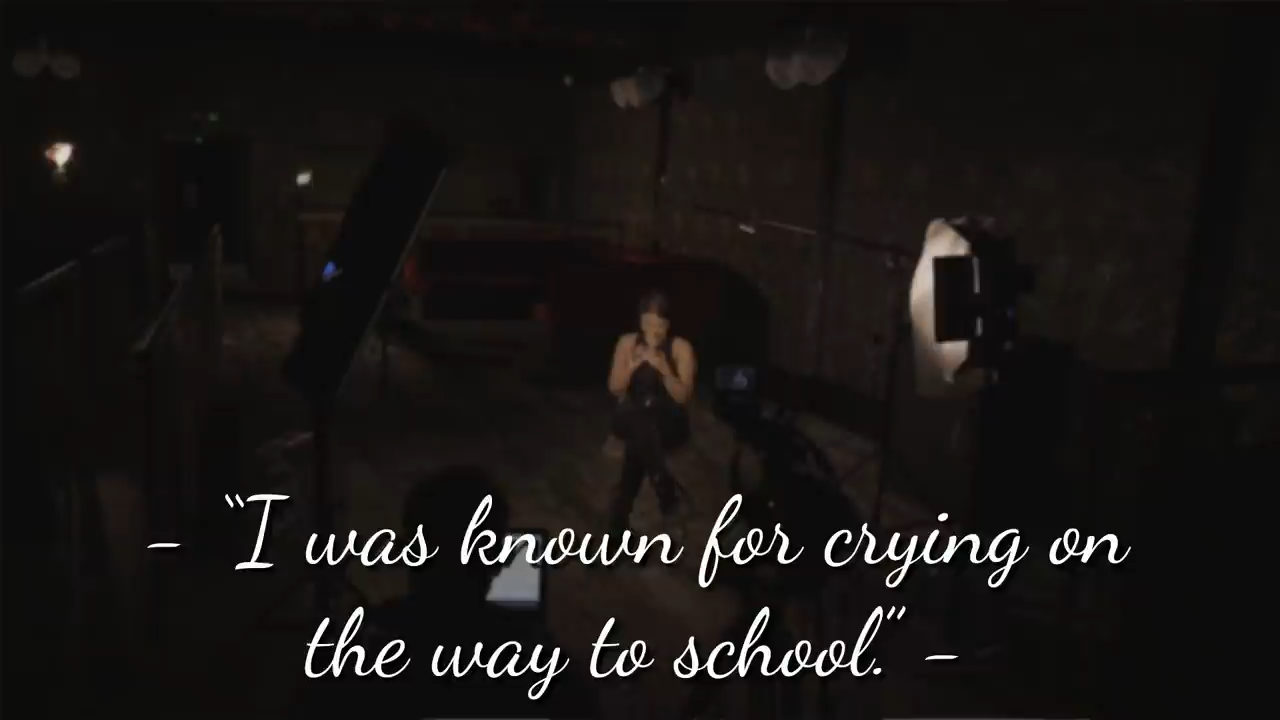 - "I was known for crying on
the way to school." -